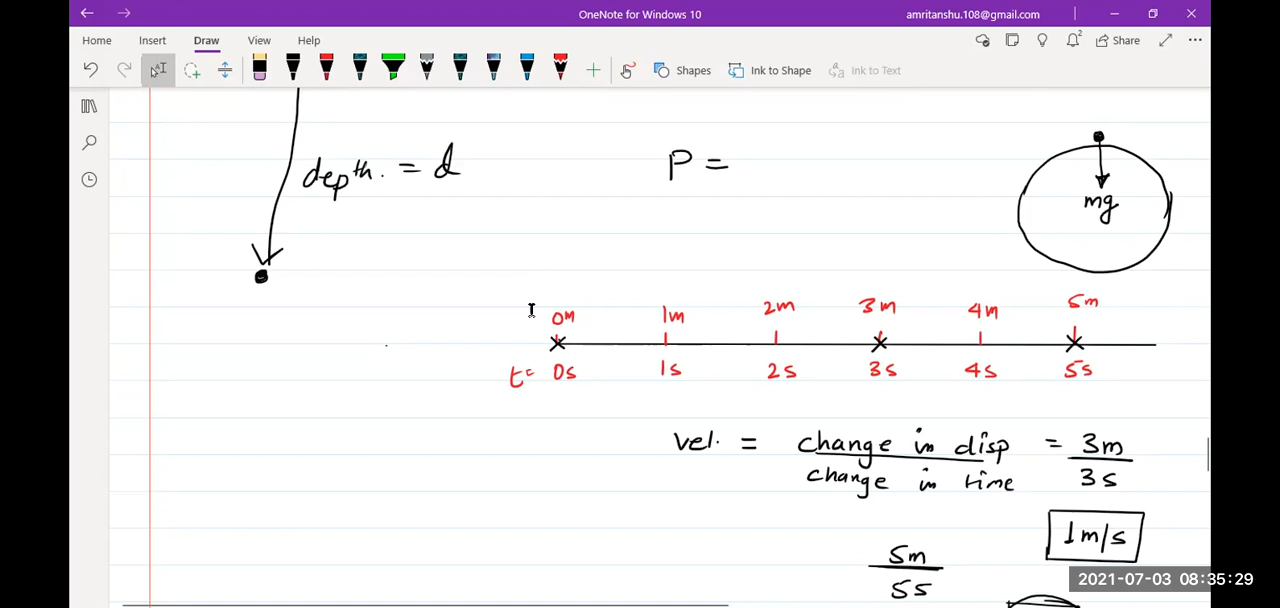 OneNote for Windows 10
amritanshu.108@gmail.com
Home Insert Draw View Help
Share
Shapes Ink to Shape Ink to Text
depth. = d
P =
mg
0m 1m 2m 3m 4m 5m
t= 0s 1s 2s 3s 4s 5s
Vel. = change in disp = 3m
change in time 3s
1m/s
5m
5s
2021-07-03 08:35:29